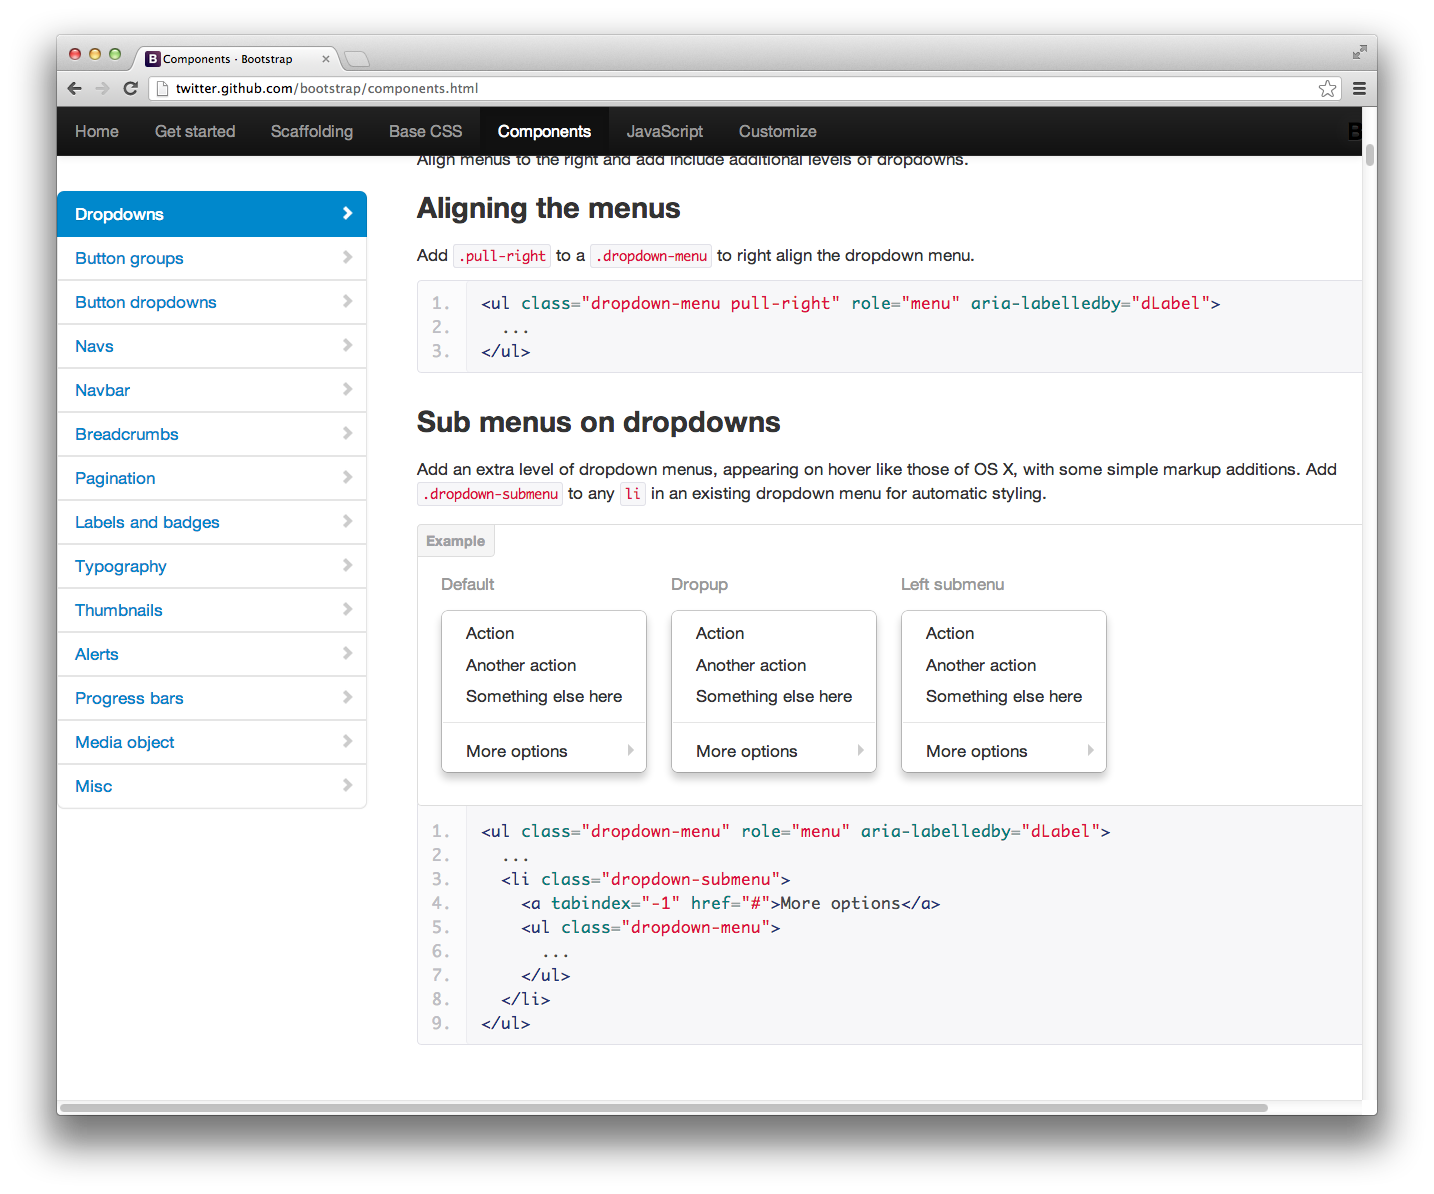 Components · Bootstrap
twitter.github.com/bootstrap/components.html
Home Get started Scaffolding Base CSS Components JavaScript Customize B
Dropdowns
Button groups
Button dropdowns
Navs
Navbar
Breadcrumbs
Pagination
Labels and badges
Typography
Thumbnails
Alerts
Progress bars
Media object
Misc
Align menus to the right and add include additional levels of dropdowns.
Aligning the menus
Add .pull-right to a .dropdown-menu to right align the dropdown menu.
1. <ul class="dropdown-menu pull-right" role="menu" aria-labelledby="dLabel">
2.   ...
3. </ul>
Sub menus on dropdowns
Add an extra level of dropdown menus, appearing on hover like those of OS X, with some simple markup additions. Add
.dropdown-submenu to any li in an existing dropdown menu for automatic styling.
Example
Default
Action
Another action
Something else here
More options
Dropup
Action
Another action
Something else here
More options
Left submenu
Action
Another action
Something else here
More options
1. <ul class="dropdown-menu" role="menu" aria-labelledby="dLabel">
2.   ...
3.   <li class="dropdown-submenu">
4.     <a tabindex="-1" href="#">More options</a>
5.     <ul class="dropdown-menu">
6.       ...
7.     </ul>
8.   </li>
9. </ul>